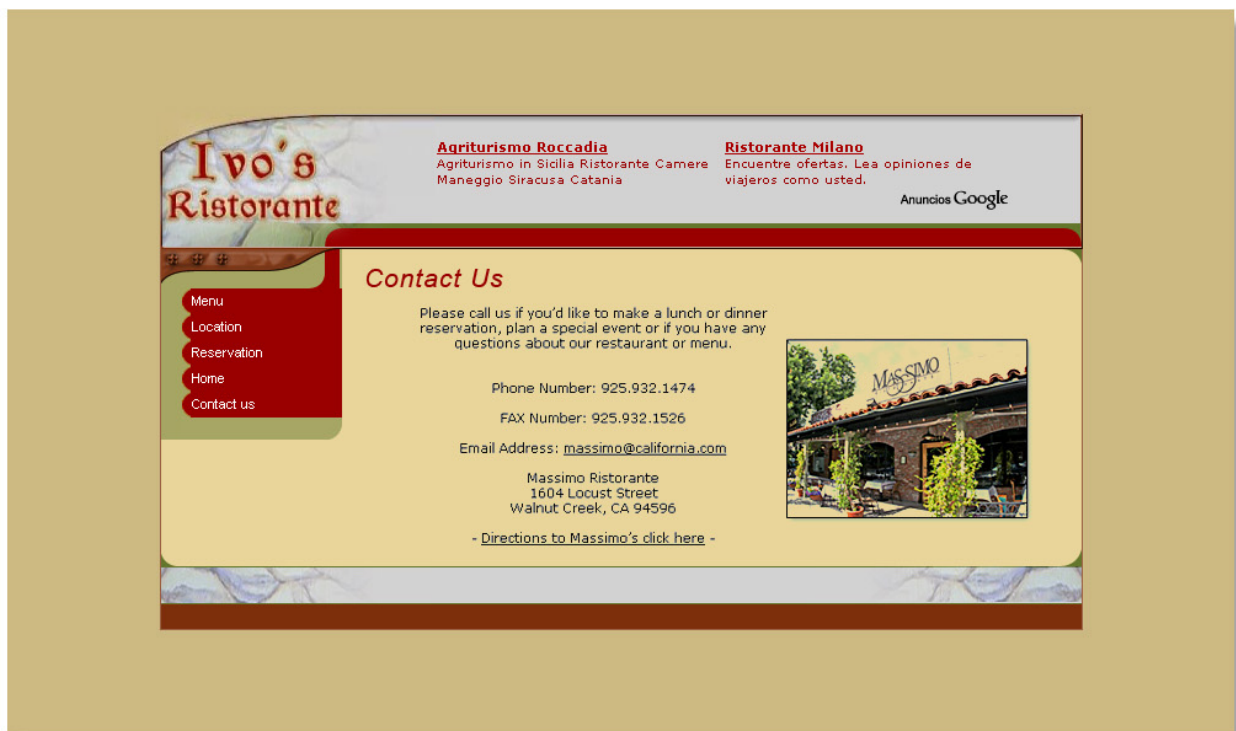 Ivo's
Ristorante
Agriturismo Roccadia
Agriturismo in Sicilia Ristorante Camere
Maneggio Siracusa Catania
Ristorante Milano
Encuentre ofertas. Lea opiniones de
viajeros como usted.
Anuncios Google
Menu
Location
Reservation
Home
Contact us
Contact Us
Please call us if you'd like to make a lunch or dinner
reservation, plan a special event or if you have any
questions about our restaurant or menu.
Phone Number: 925.932.1474
FAX Number: 925.932.1526
Email Address: massimo@california.com
Massimo Ristorante
1604 Locust Street
Walnut Creek, CA 94596
- Directions to Massimo's click here -
MASSIMO